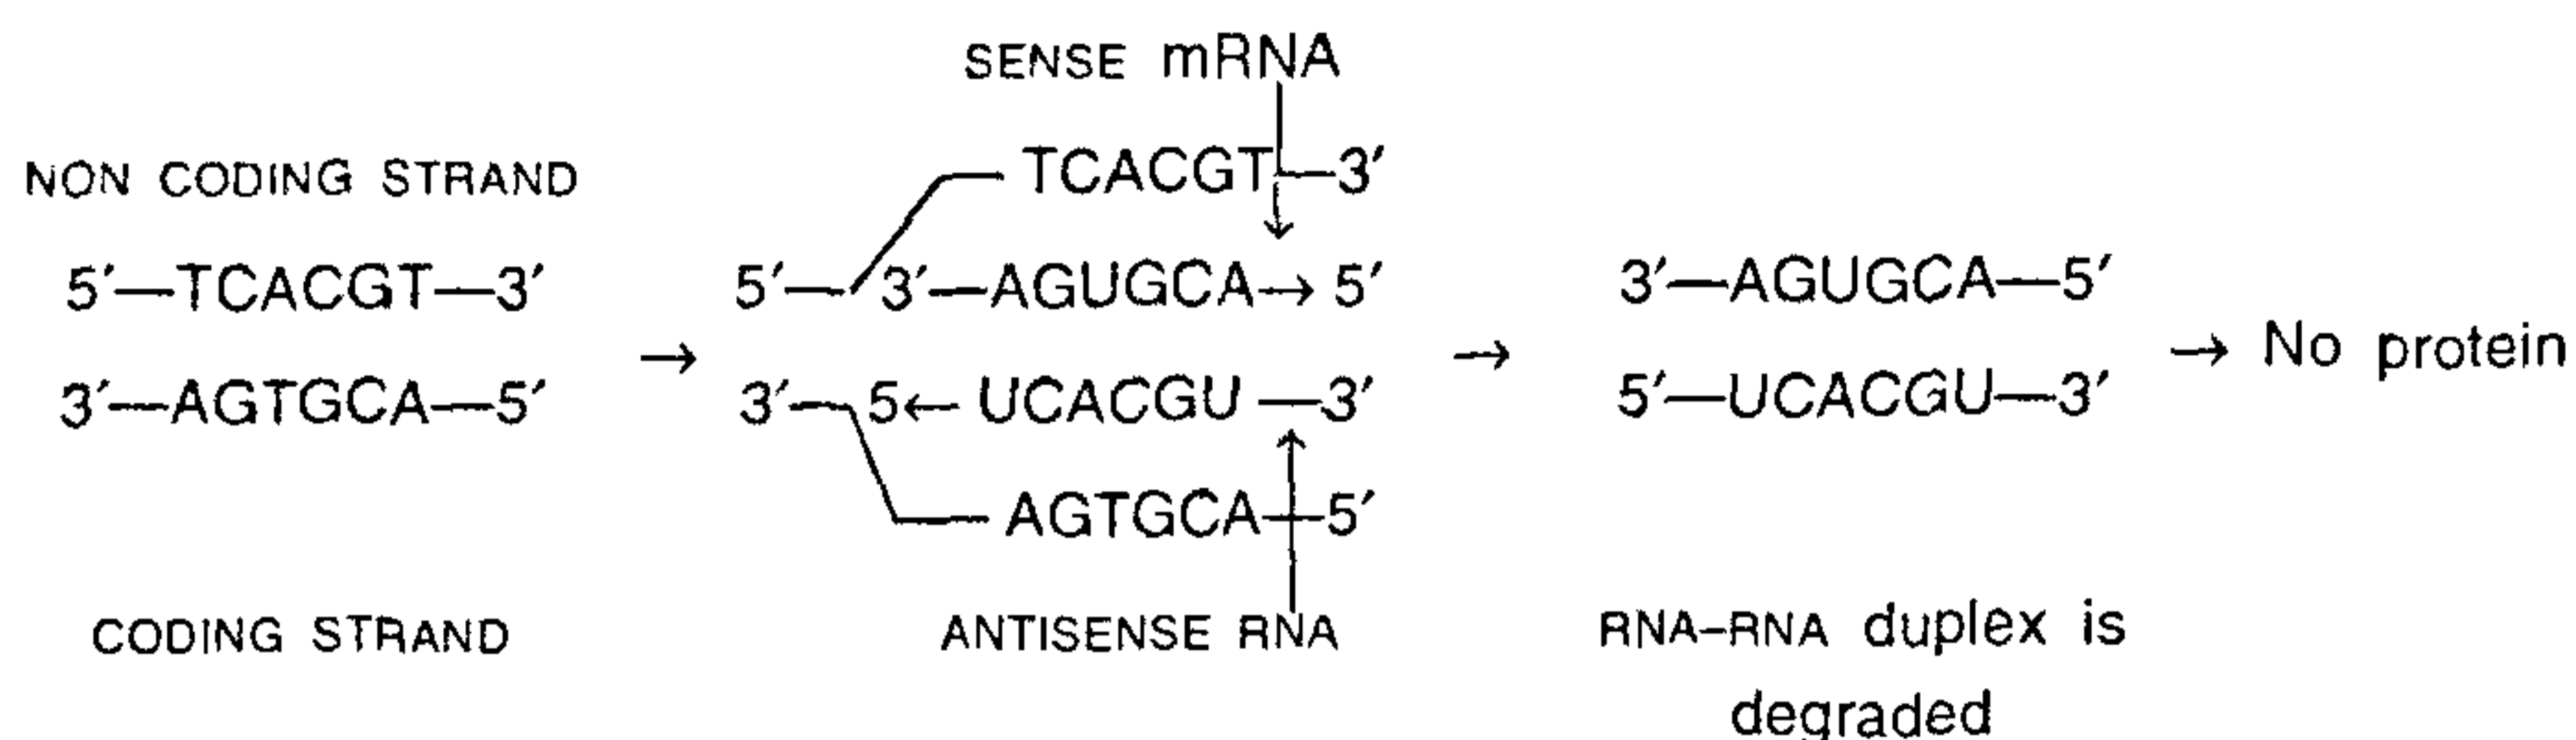 SENSE mRNA
NON CODING STRAND
TCACGT—3′
5′—TCACGT—3′
5′— 3′—AGUGCA→ 5′
3′—AGUGCA—5′
→
→
→ No protein
3′—AGTGCA—5′
3′— 5← UCACGU —3′
5′—UCACGU—3′
AGTGCA—5′
CODING STRAND
ANTISENSE RNA
RNA–RNA duplex is
degraded